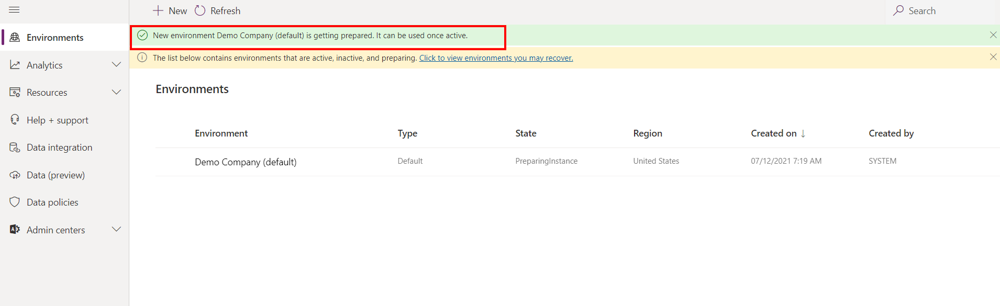 New Refresh Search
Environments
Analytics
Resources
Help + support
Data integration
Data (preview)
Data policies
Admin centers
New environment Demo Company (default) is getting prepared. It can be used once active.
The list below contains environments that are active, inactive, and preparing. Click to view environments you may recover.
Environments
Environment Type State Region Created on Created by
Demo Company (default) Default PreparingInstance United States 07/12/2021 7:19 AM SYSTEM